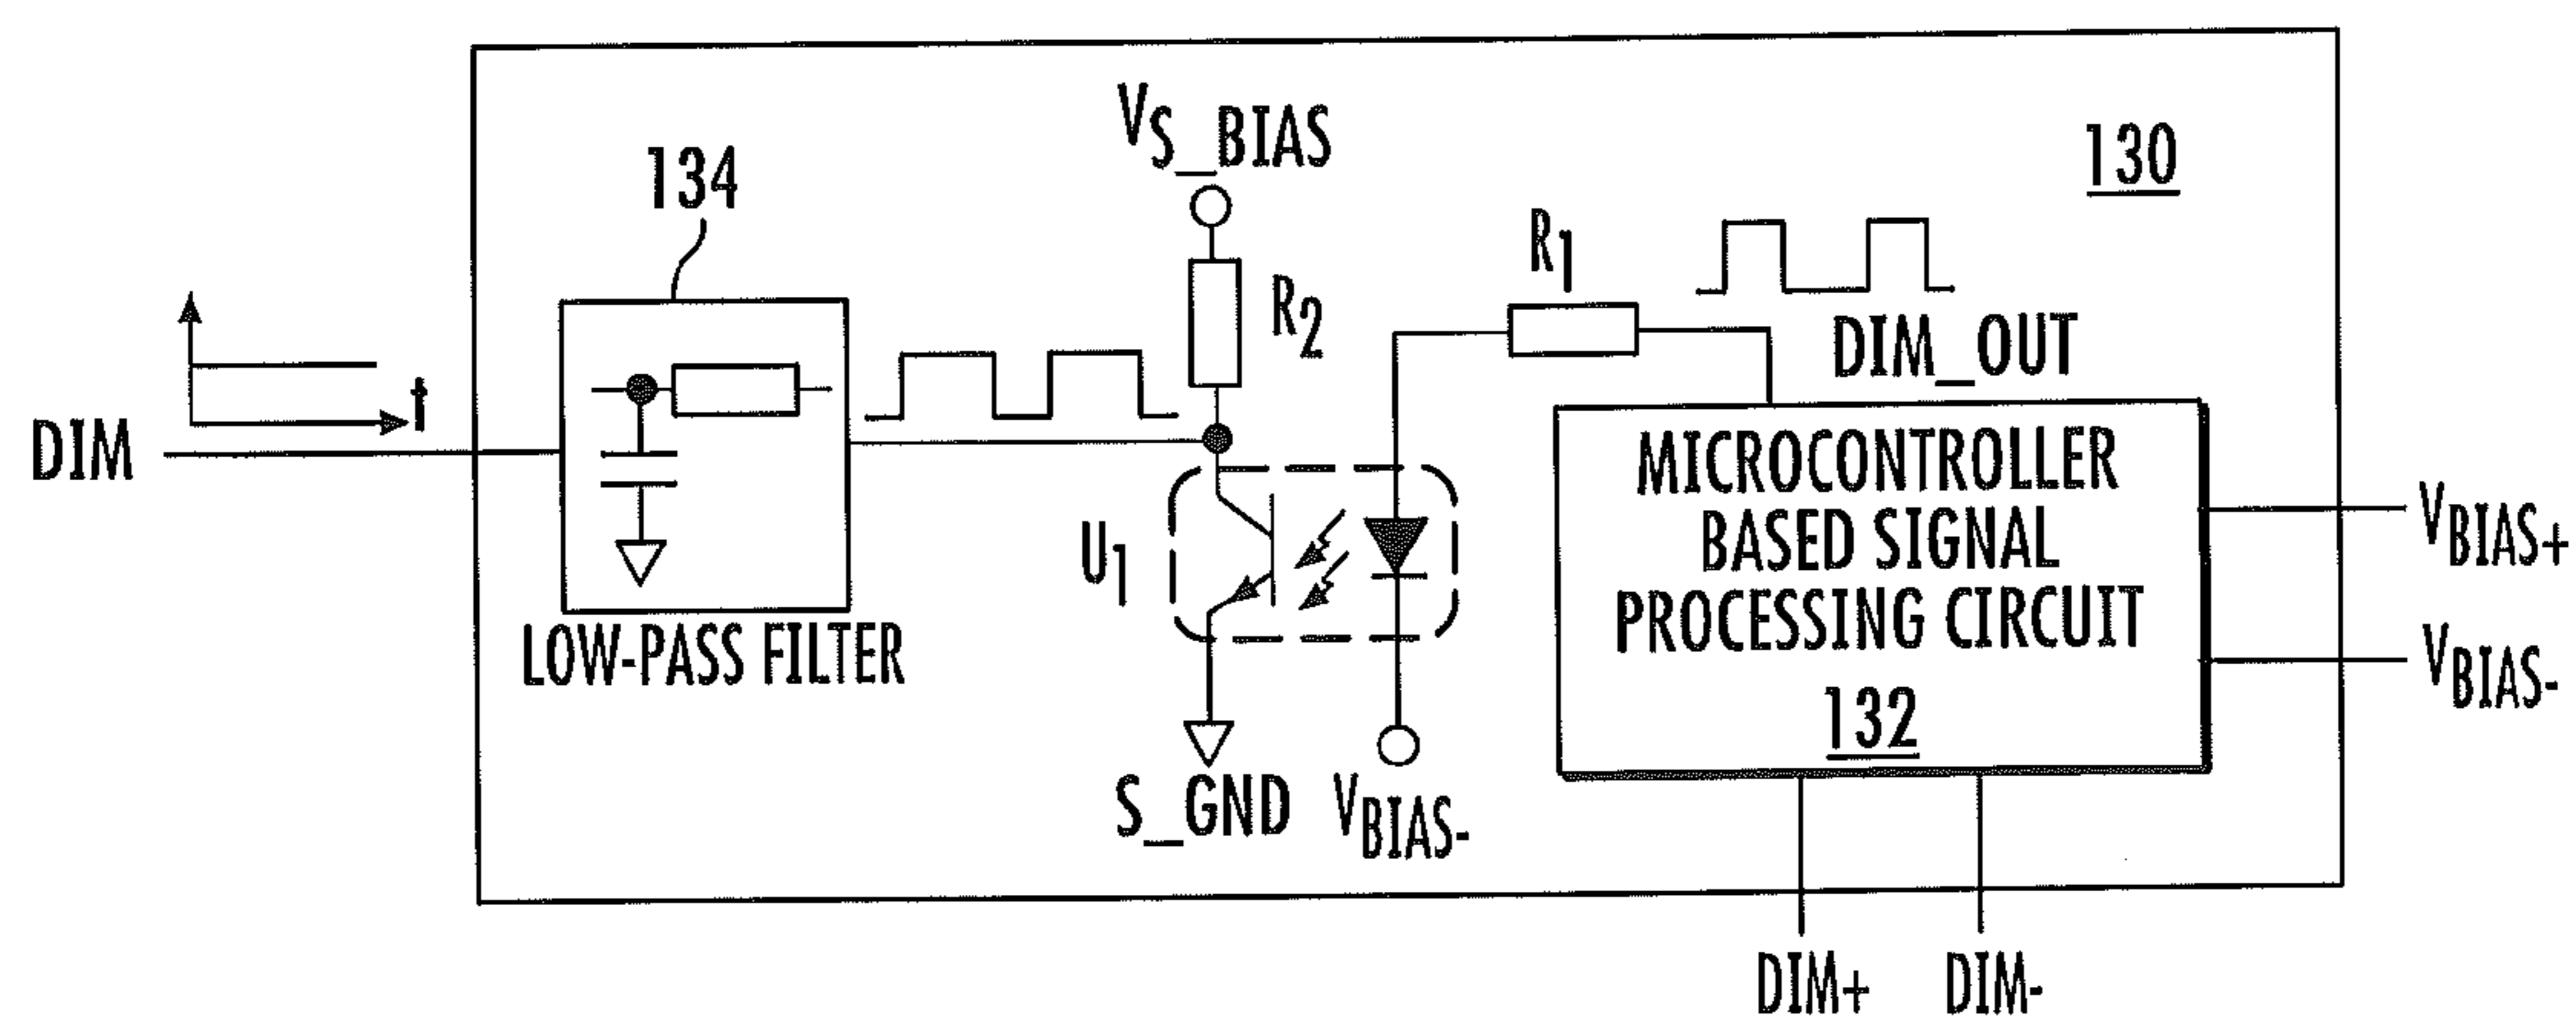 V_S_BIAS
134
130
R1
R2
DIM_OUT
t
DIM
MICROCONTROLLER
BASED SIGNAL
PROCESSING CIRCUIT
132
VBIAS+
VBIAS-
U1
LOW-PASS FILTER
S_GND
VBIAS-
DIM+
DIM-